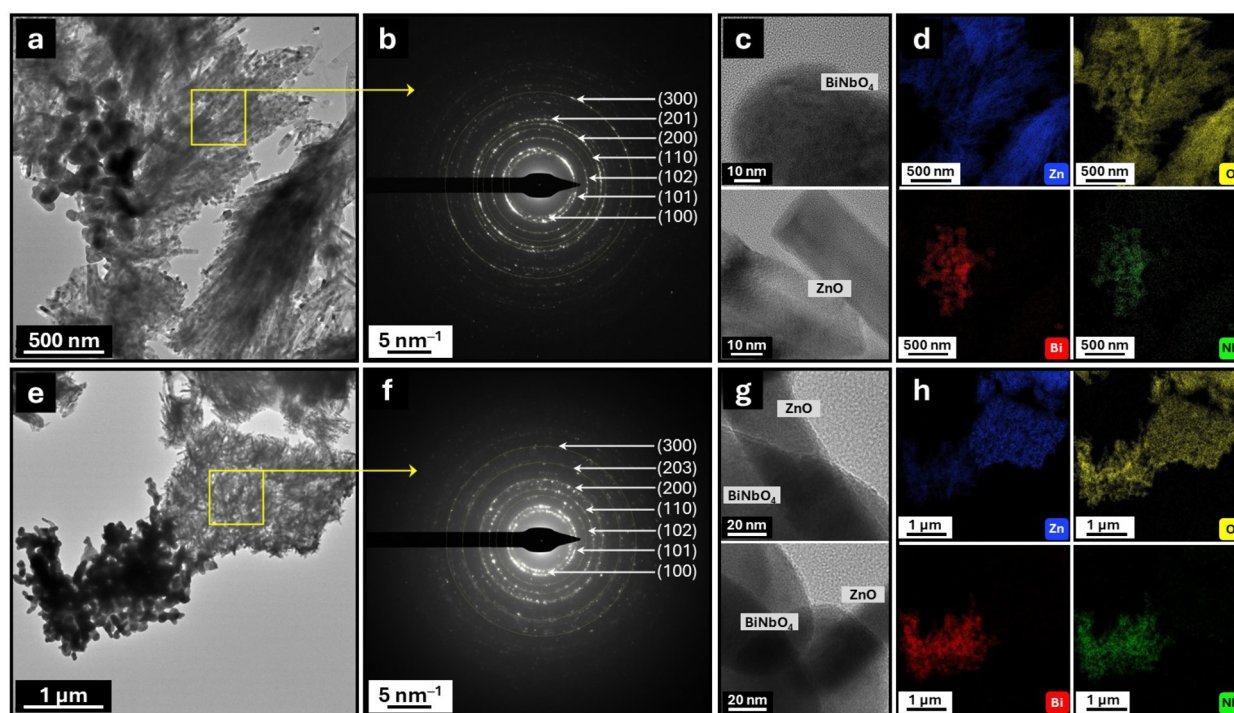 a
500 nm
b
(300)
(201)
(200)
(110)
(102)
(101)
(100)
5 nm⁻¹
c
BiNbO₄
10 nm
ZnO
10 nm
d
500 nm
Zn
500 nm
O
500 nm
Bi
500 nm
e
1 µm
f
(300)
(203)
(200)
(110)
(102)
(101)
(100)
5 nm⁻¹
g
ZnO
BiNbO₄
20 nm
ZnO
BiNbO₄
20 nm
h
1 µm
Zn
1 µm
O
1 µm
Bi
1 µm